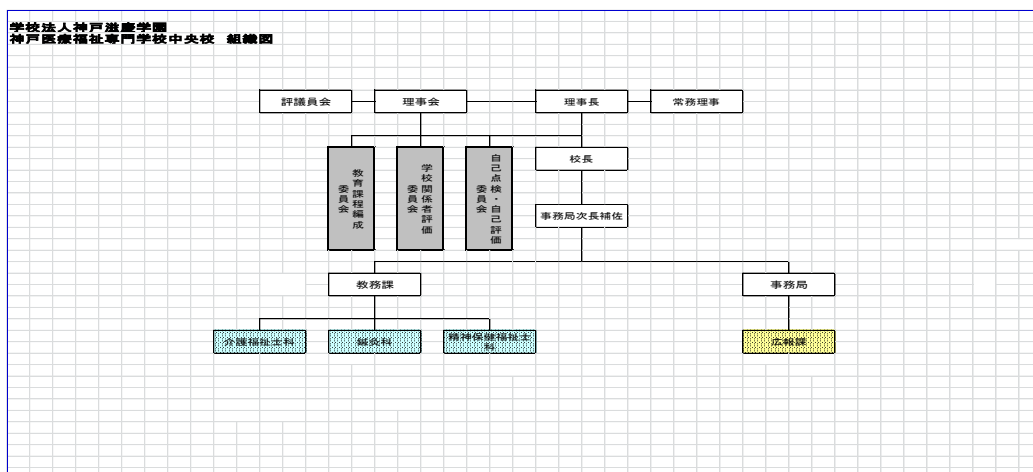 学校法人神戸滋慶学園
神戸医療福祉専門学校中央校 組織図
評議員会
理事会
理事長
常務理事
教育課程編成
委員会
学校関係者評価
委員会
自己点検・自己評価
委員会
校長
事務局次長補佐
教務課
事務局
介護福祉士科
鍼灸科
精神保健福祉士
科
広報課